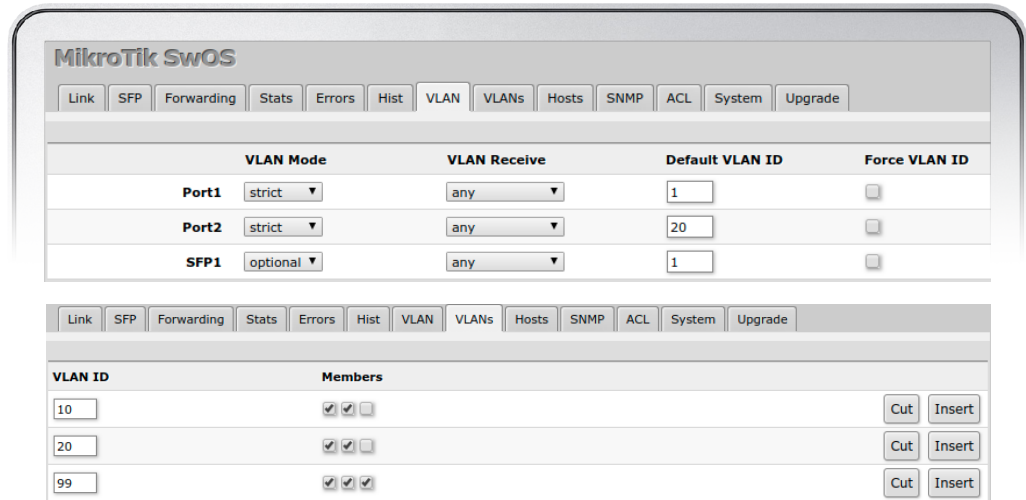 MikroTik SwOS
Link SFP Forwarding Stats Errors Hist VLAN VLANs Hosts SNMP ACL System Upgrade
VLAN Mode VLAN Receive Default VLAN ID Force VLAN ID
Port1 strict any 1
Port2 strict any 20
SFP1 optional any 1
Link SFP Forwarding Stats Errors Hist VLAN VLANs Hosts SNMP ACL System Upgrade
VLAN ID Members
10 Cut Insert
20 Cut Insert
99 Cut Insert